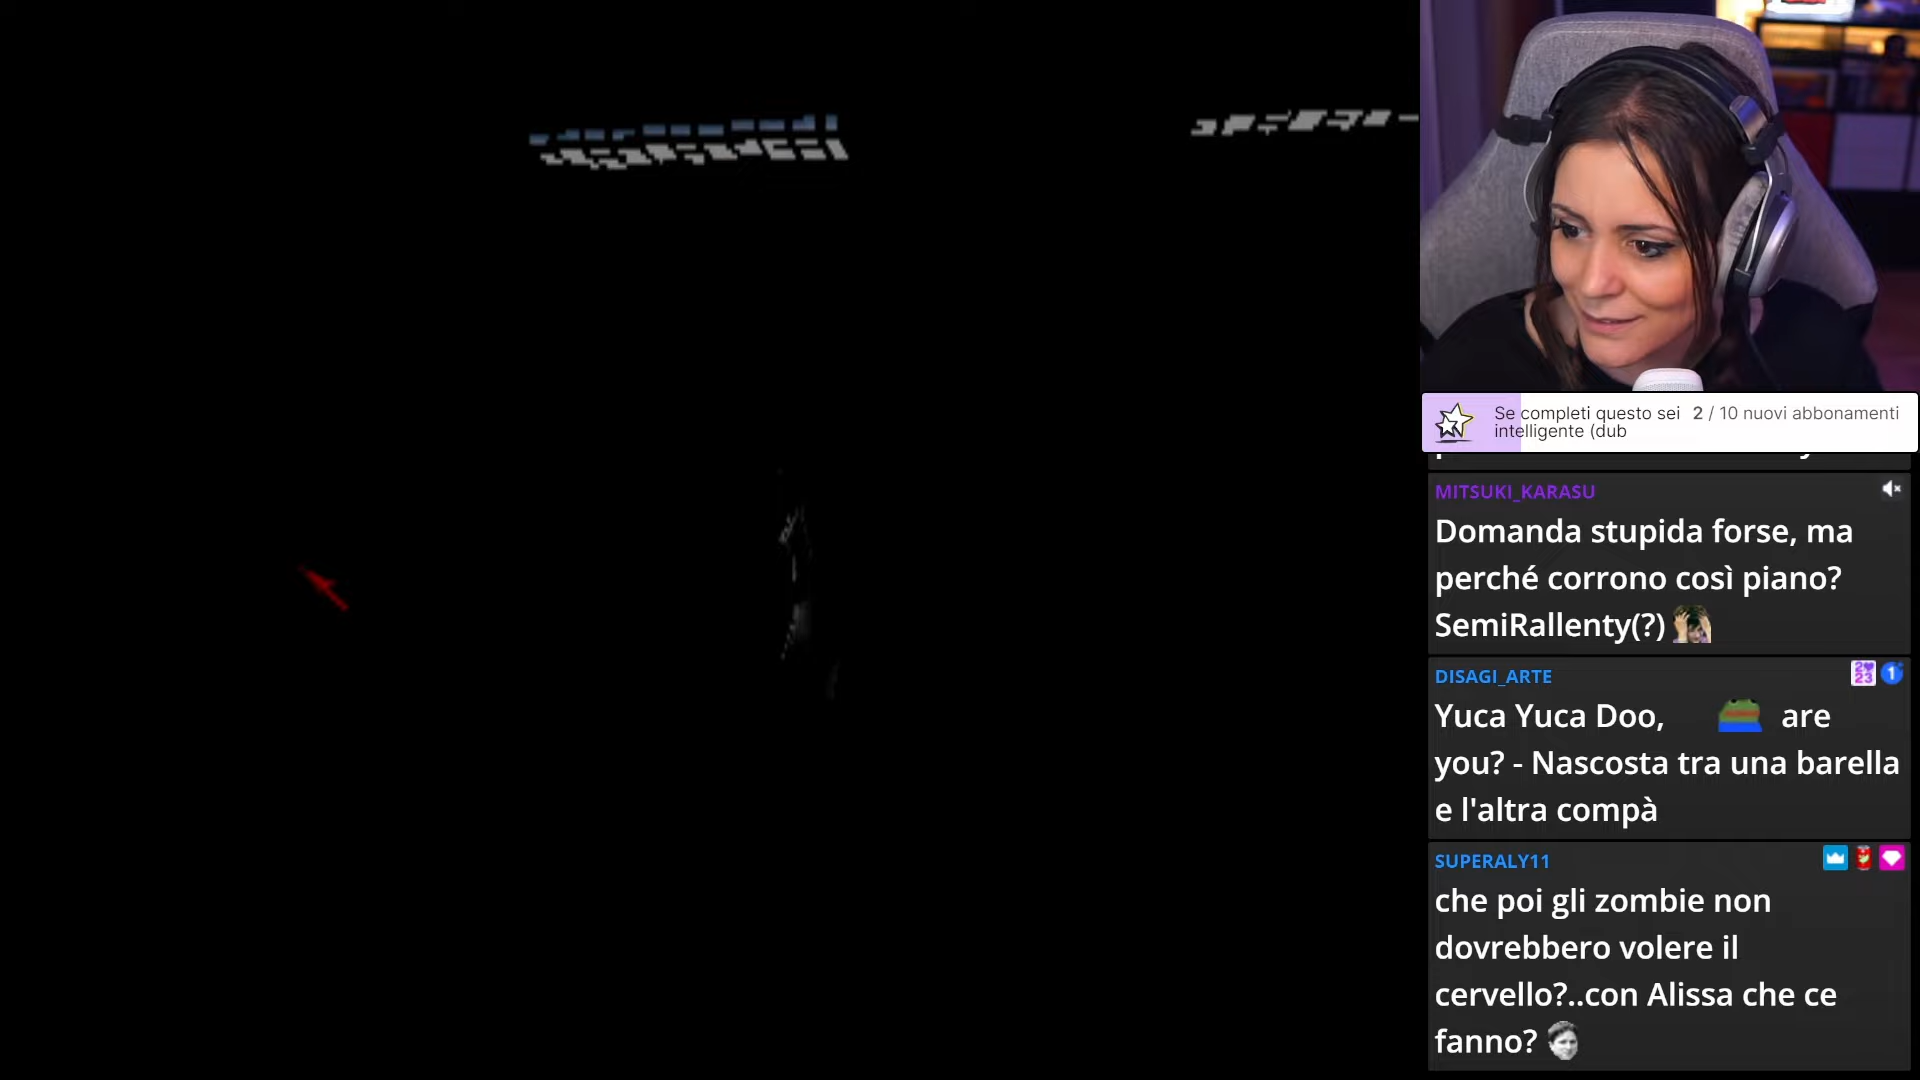 Se completi questo sei 2 / 10 nuovi abbonamenti
intelligente (dub
MITSUKI_KARASU
Domanda stupida forse, ma
perché corrono così piano?
SemiRallenty(?)
DISAGI_ARTE
Yuca Yuca Doo, are
you? - Nascosta tra una barella
e l'altra compà
SUPERALY11
che poi gli zombie non
dovrebbero volere il
cervello?..con Alissa che ce
fanno?